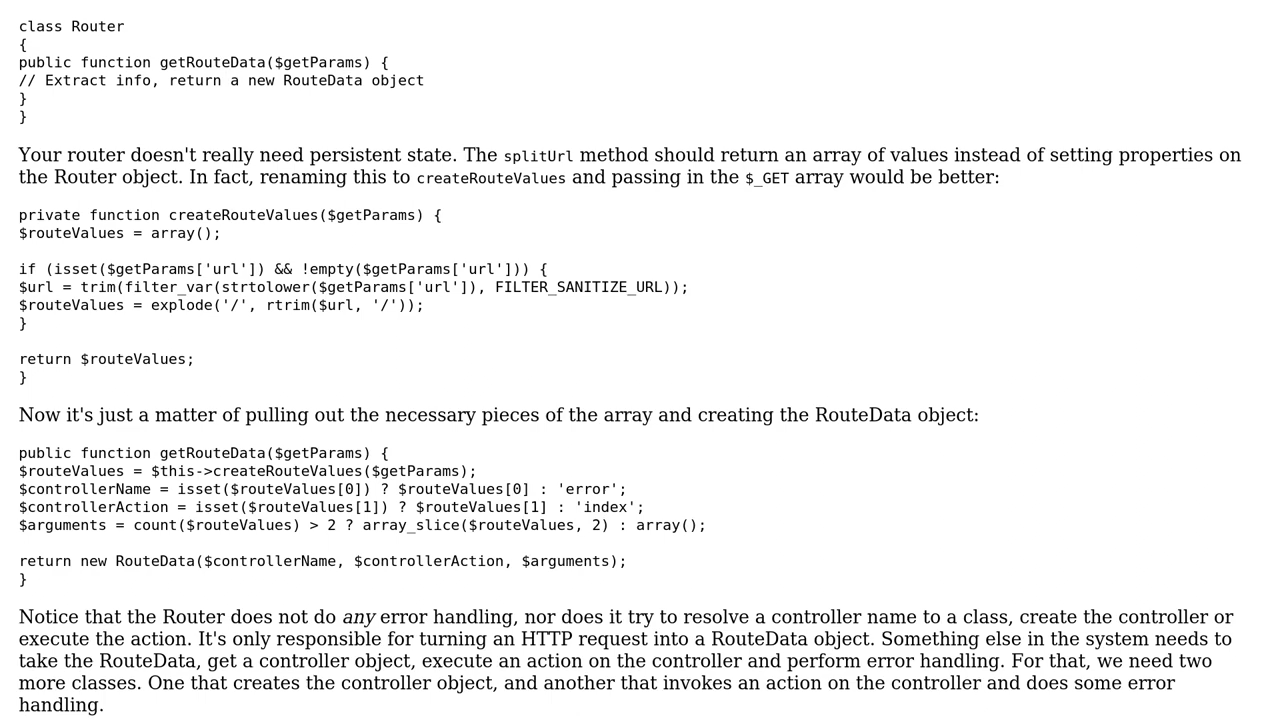 class Router
{
public function getRouteData($getParams) {
// Extract info, return a new RouteData object
}
}
Your router doesn't really need persistent state. The splitUrl method should return an array of values instead of setting properties on
the Router object. In fact, renaming this to createRouteValues and passing in the $_GET array would be better:
private function createRouteValues($getParams) {
$routeValues = array();
if (isset($getParams['url']) && !empty($getParams['url'])) {
$url = trim(filter_var(strtolower($getParams['url']), FILTER_SANITIZE_URL));
$routeValues = explode('/', rtrim($url, '/'));
}
return $routeValues;
}
Now it's just a matter of pulling out the necessary pieces of the array and creating the RouteData object:
public function getRouteData($getParams) {
$routeValues = $this->createRouteValues($getParams);
$controllerName = isset($routeValues[0]) ? $routeValues[0] : 'error';
$controllerAction = isset($routeValues[1]) ? $routeValues[1] : 'index';
$arguments = count($routeValues) > 2 ? array_slice($routeValues, 2) : array();
return new RouteData($controllerName, $controllerAction, $arguments);
}
Notice that the Router does not do any error handling, nor does it try to resolve a controller name to a class, create the controller or
execute the action. It's only responsible for turning an HTTP request into a RouteData object. Something else in the system needs to
take the RouteData, get a controller object, execute an action on the controller and perform error handling. For that, we need two
more classes. One that creates the controller object, and another that invokes an action on the controller and does some error
handling.